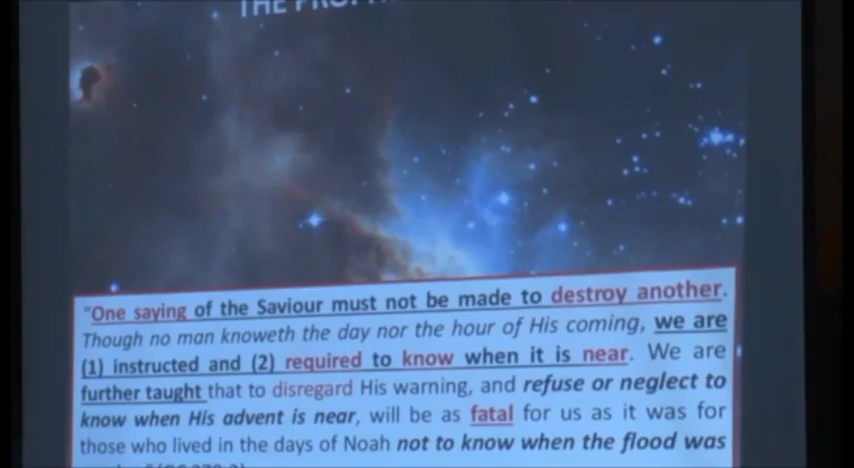 THE
"One saying of the Saviour must not be made to destroy another.
Though no man knoweth the day nor the hour of His coming, we are
(1) instructed and (2) required to know when it is near. We are
further taught that to disregard His warning, and refuse or neglect to
know when His advent is near, will be as fatal for us as it was for
those who lived in the days of Noah not to know when the flood was